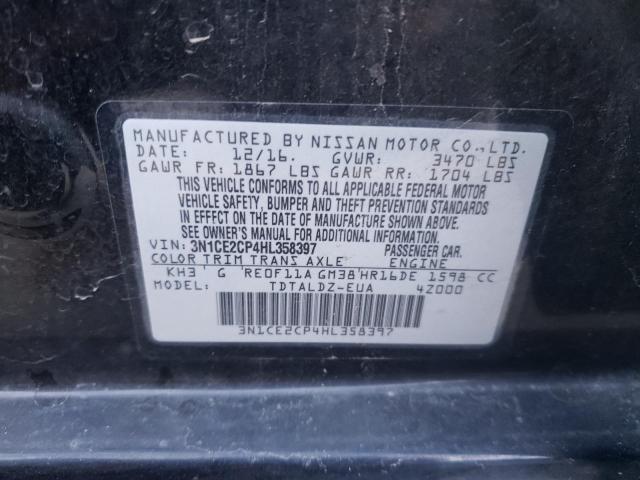 MANUFACTURED BY NISSAN MOTOR CO., LTD.
DATE: 12/16. GVWR: 3470 LBS
GAWR FR: 1867 LBS GAWR RR: 1704 LBS
THIS VEHICLE CONFORMS TO ALL APPLICABLE FEDERAL MOTOR
VEHICLE SAFETY, BUMPER AND THEFT PREVENTION STANDARDS
IN EFFECT ON THE DATE OF MANUFACTURE SHOWN ABOVE.
SEE OWNER'S MANUAL FOR ADDITIONAL INFORMATION
VIN: 3N1CE2CP4HL358397 PASSENGER CAR.
COLOR TRIM TRANS AXLE ENGINE
KH3 G RE0F11A GM38 HR16DE 1598 CC
MODEL: TDTALDZ-EUA 4Z000
3N1CE2CP4HL358397